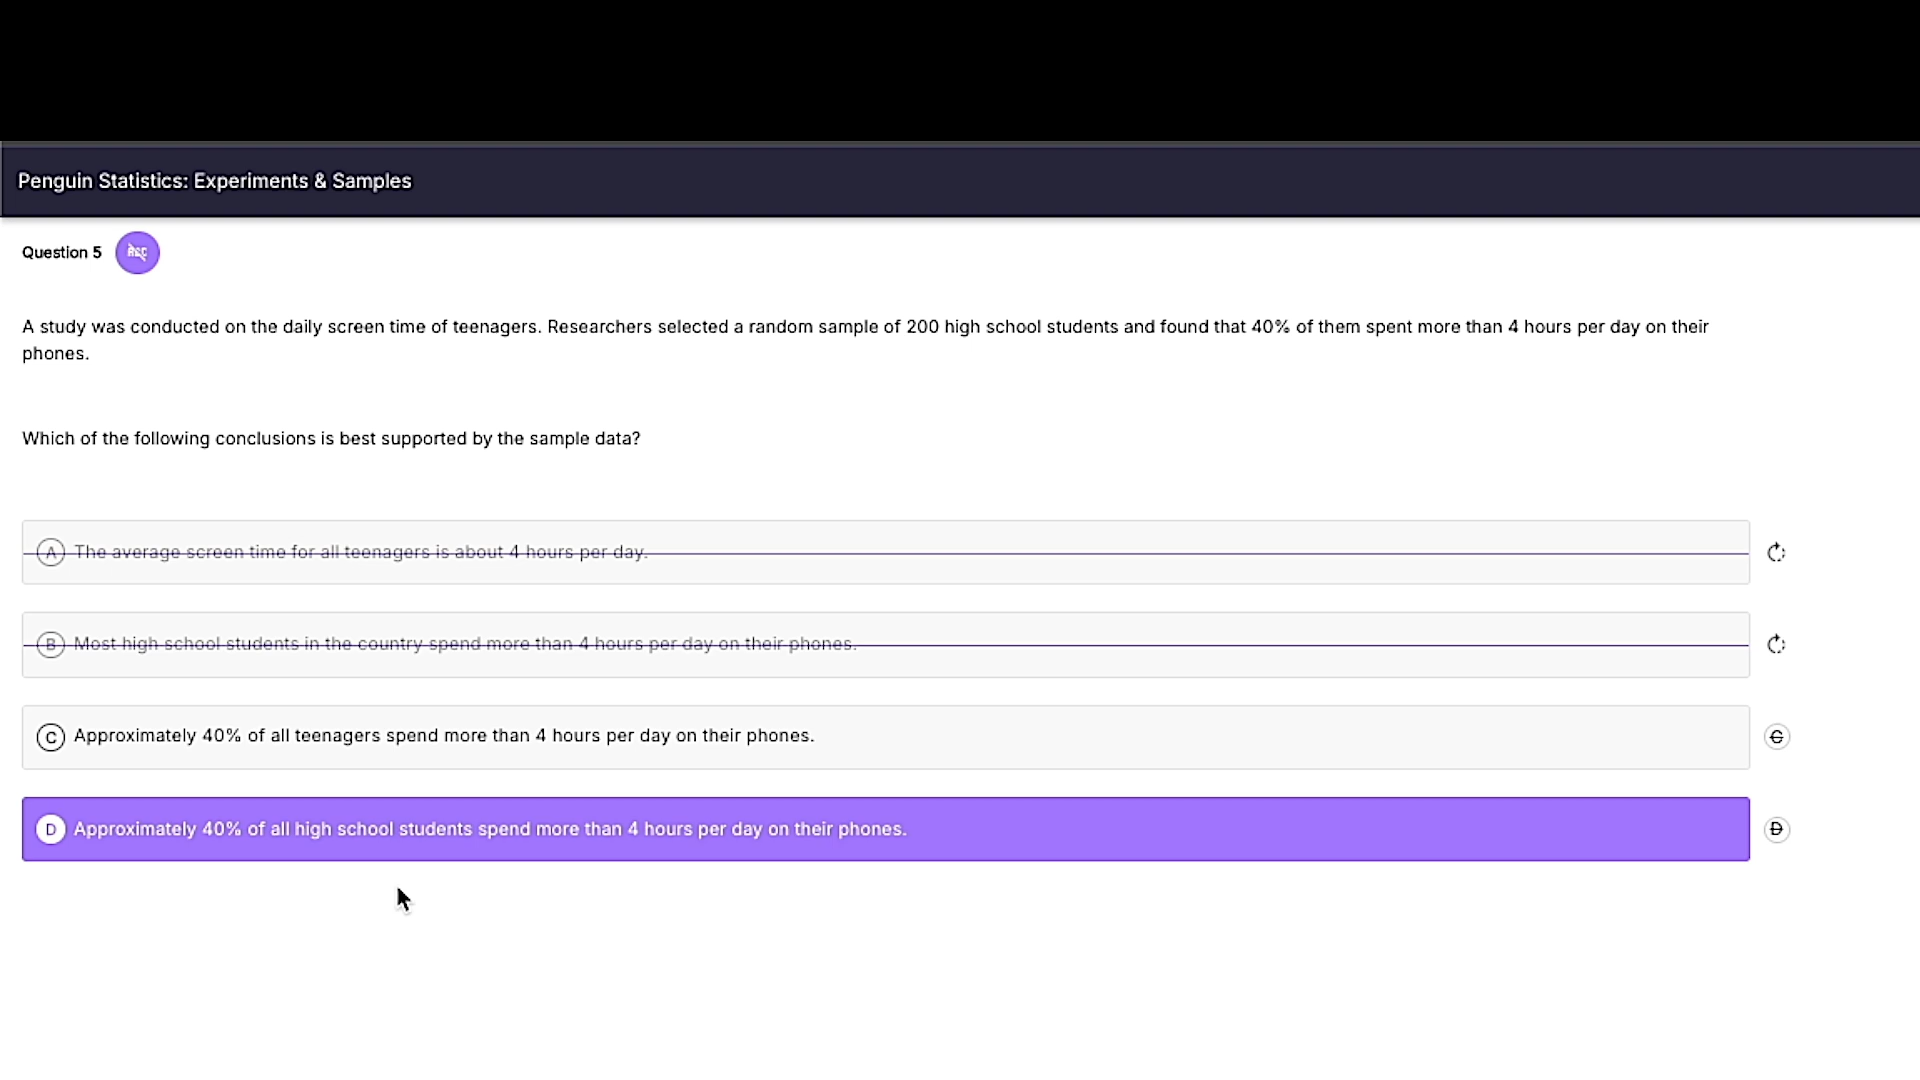 Penguin Statistics: Experiments & Samples
Question 5 ABC
A study was conducted on the daily screen time of teenagers. Researchers selected a random sample of 200 high school students and found that 40% of them spent more than 4 hours per day on their
phones.
Which of the following conclusions is best supported by the sample data?
A The average screen time for all teenagers is about 4 hours per day.
B Most high school students in the country spend more than 4 hours per day on their phones.
C Approximately 40% of all teenagers spend more than 4 hours per day on their phones. C
D Approximately 40% of all high school students spend more than 4 hours per day on their phones. D